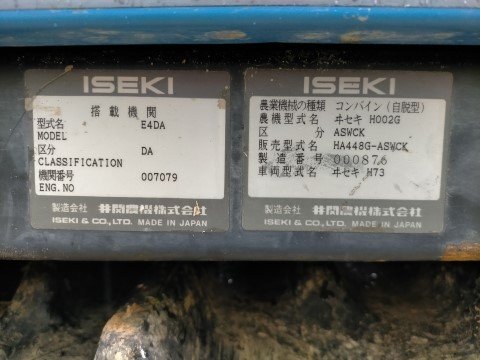 ISEKI
搭載機関
型式名 E4DA
MODEL
区分 DA
CLASSIFICATION
機関番号 007079
ENG.NO
製造会社 井関農機株式会社
ISEKI & CO., LTD. MADE IN JAPAN
ISEKI
農業機械の種類 コンバイン(自脱型)
農機型式名 ヰセキ H002G
区分 ASWCK
販売型式名 HA448G-ASWCK
製造番号 000876
車両型式名 ヰセキ H73
製造会社 井関農機株式会社
ISEKI & CO., LTD. MADE IN JAPAN